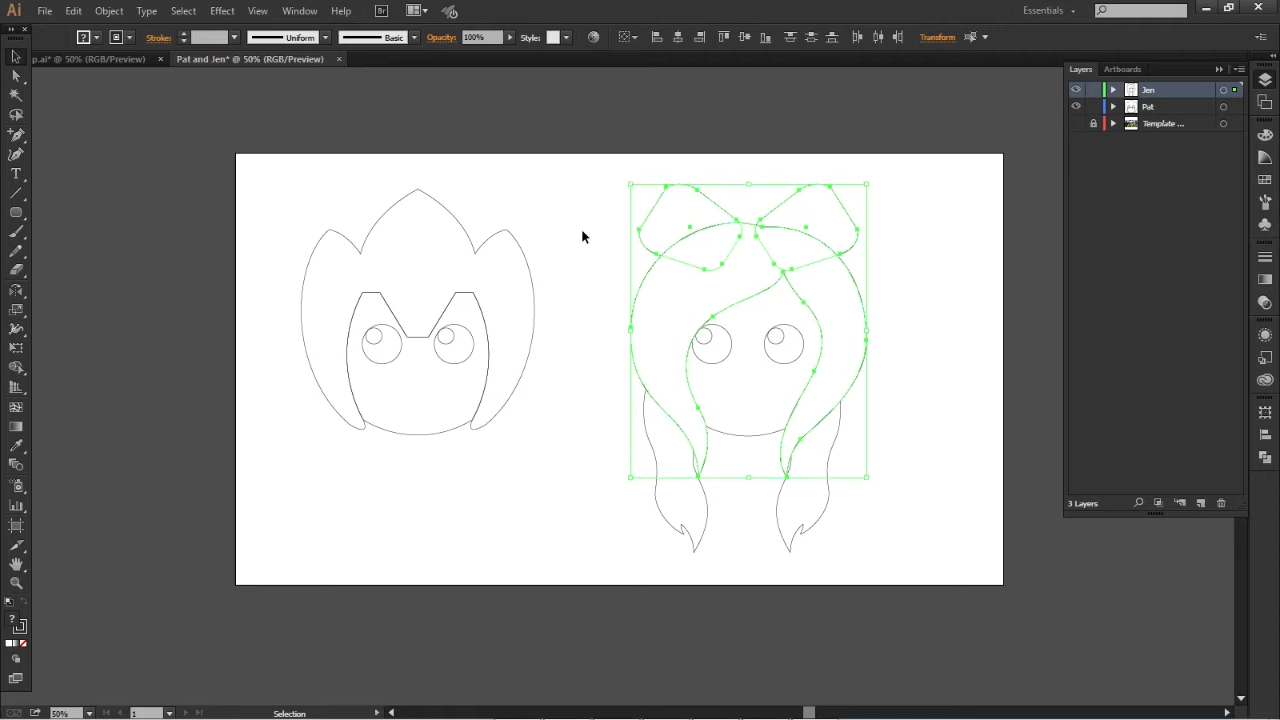 Ai File Edit Object Type Select Effect View Window Help Br Essentials
? Stroke: Uniform Basic Opacity: 100% Style: Transform
p.ai* @ 50% (RGB/Preview) × Pat and Jen* @ 50% (RGB/Preview) ×
Layers Artboards
Jen
Pat
Template ...
3 Layers
50% 1 Selection